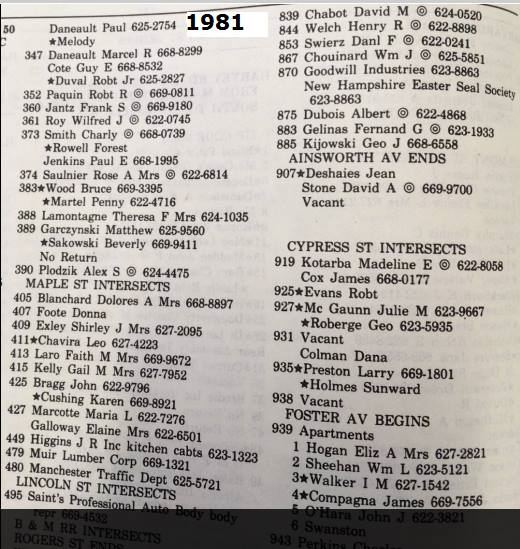 1981
50 Daneault Paul 625-2754
★Melody
347 Daneault Marcel R 668-8299
Cote Guy E 668-8532
★Duval Robt Jr 625-2827
352 Paquin Robt R ◎ 669-0811
360 Jantz Frank S ◎ 669-9180
361 Roy Wilfred J ◎ 622-0745
373 Smith Charly ◎ 668-0739
★Rowell Forest
Jenkins Paul E 668-1995
374 Saulnier Rose A Mrs ◎ 622-6814
383★Wood Bruce 669-3395
★Martel Penny 622-4716
388 Lamontagne Theresa F Mrs 624-1035
389 Garczynski Matthew 625-9560
★Sakowski Beverly 669-9411
No Return
390 Plodzik Alex S ◎ 624-4475
MAPLE ST INTERSECTS
405 Blanchard Dolores A Mrs 668-8897
407 Foote Donna
409 Exley Shirley J Mrs 627-2095
411★Chavira Leo 627-4223
413 Laro Faith M Mrs 669-9672
415 Kelly Gail M Mrs 627-7952
425 Bragg John 622-9796
★Cushing Karen 669-8921
427 Marcotte Maria L 622-7276
Galloway Elaine Mrs 622-6501
449 Higgins J R Inc kitchen cabts 623-1323
479 Muir Lumber Corp 669-1321
480 Manchester Traffic Dept 625-5721
LINCOLN ST INTERSECTS
495 Saint's Professional Auto Body body
repr 669-4532
B & M RR INTERSECTS
ROGERS ST ENDS
839 Chabot David M ◎ 624-0520
844 Welch Henry R ◎ 622-8898
853 Swierz Danl F ◎ 622-0241
867 Chouinard Wm J ◎ 625-5851
870 Goodwill Industries 623-8863
New Hampshire Easter Seal Society
623-8863
875 Dubois Albert ◎ 622-4868
883 Gelinas Fernand G ◎ 623-1933
885 Kijowski Geo J 668-6558
AINSWORTH AV ENDS
907★Deshaies Jean
Stone David A ◎ 669-9700
Vacant
CYPRESS ST INTERSECTS
919 Kotarba Madeline E ◎ 622-8058
Cox James 668-0177
925★Evans Robt
927★Mc Gaunn Julie M 623-9667
★Roberge Geo 623-5935
931 Vacant
Colman Dana
935★Preston Larry 669-1801
★Holmes Sunward
938 Vacant
FOSTER AV BEGINS
939 Apartments
1 Hogan Eliz A Mrs 627-2821
2 Sheehan Wm L 623-5121
3★Walker I M 627-1542
4★Compagna James 669-7556
5 O'Hara John J 622-3821
6 Swanston
943 Perkins